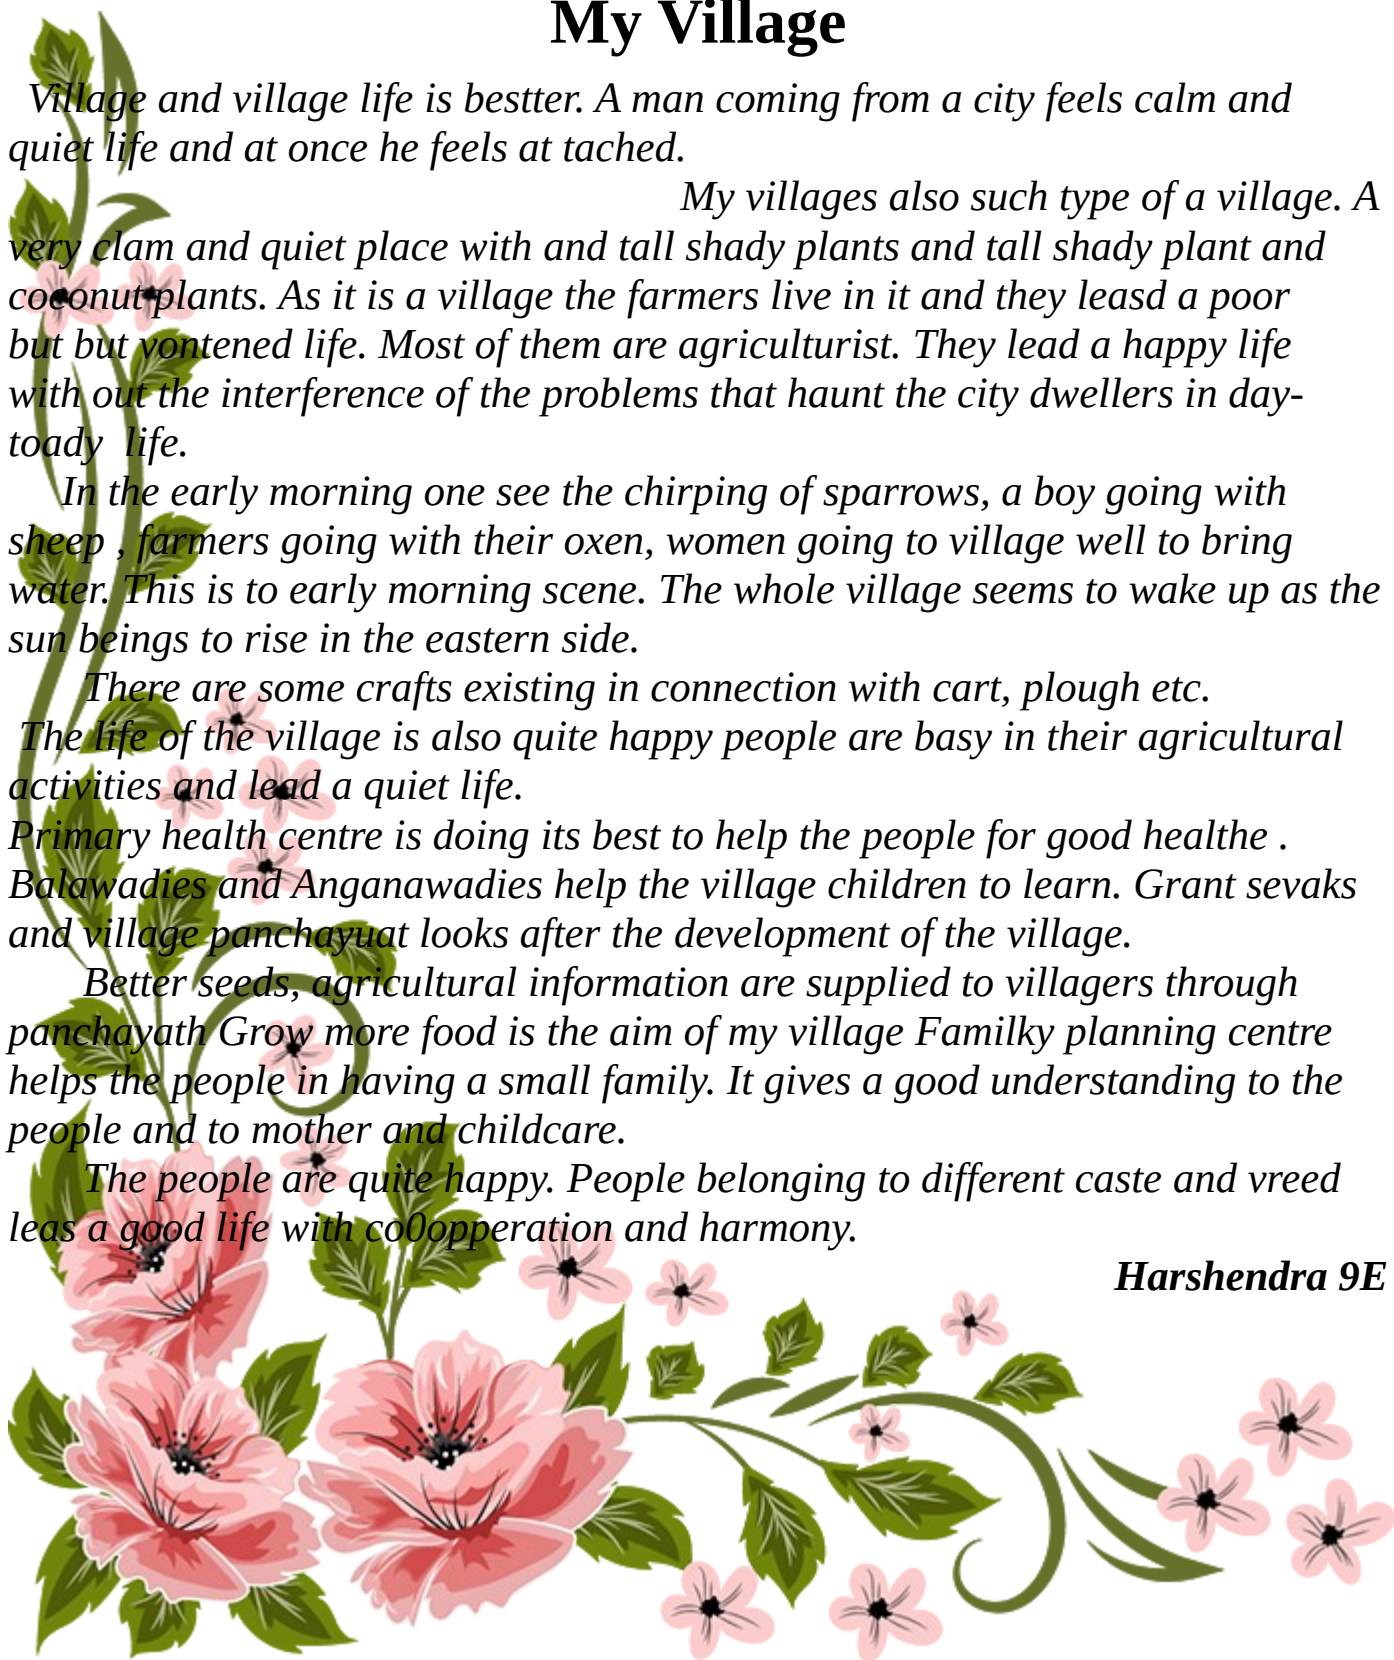 My Village
Village and village life is bestter. A man coming from a city feels calm and
quiet life and at once he feels at tached.
My villages also such type of a village. A
very clam and quiet place with and tall shady plants and tall shady plant and
coconut plants. As it is a village the farmers live in it and they leasd a poor
but but vontened life. Most of them are agriculturist. They lead a happy life
with out the interference of the problems that haunt the city dwellers in day-
toady life.
In the early morning one see the chirping of sparrows, a boy going with
sheep , farmers going with their oxen, women going to village well to bring
water. This is to early morning scene. The whole village seems to wake up as the
sun beings to rise in the eastern side.
There are some crafts existing in connection with cart, plough etc.
The life of the village is also quite happy people are basy in their agricultural
activities and lead a quiet life.
Primary health centre is doing its best to help the people for good healthe .
Balawadies and Anganawadies help the village children to learn. Grant sevaks
and village panchayuat looks after the development of the village.
Better seeds, agricultural information are supplied to villagers through
panchayath Grow more food is the aim of my village Familky planning centre
helps the people in having a small family. It gives a good understanding to the
people and to mother and childcare.
The people are quite happy. People belonging to different caste and vreed
leas a good life with co0opperation and harmony.
Harshendra 9E